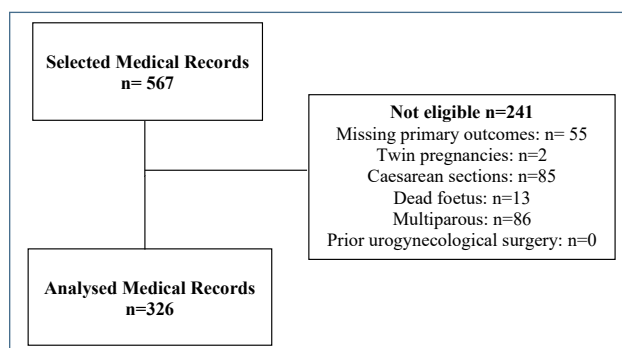 Selected Medical Records
n= 567
Not eligible n=241
Missing primary outcomes: n= 55
Twin pregnancies: n=2
Caesarean sections: n=85
Dead foetus: n=13
Multiparous: n=86
Prior urogynecological surgery: n=0
Analysed Medical Records
n=326